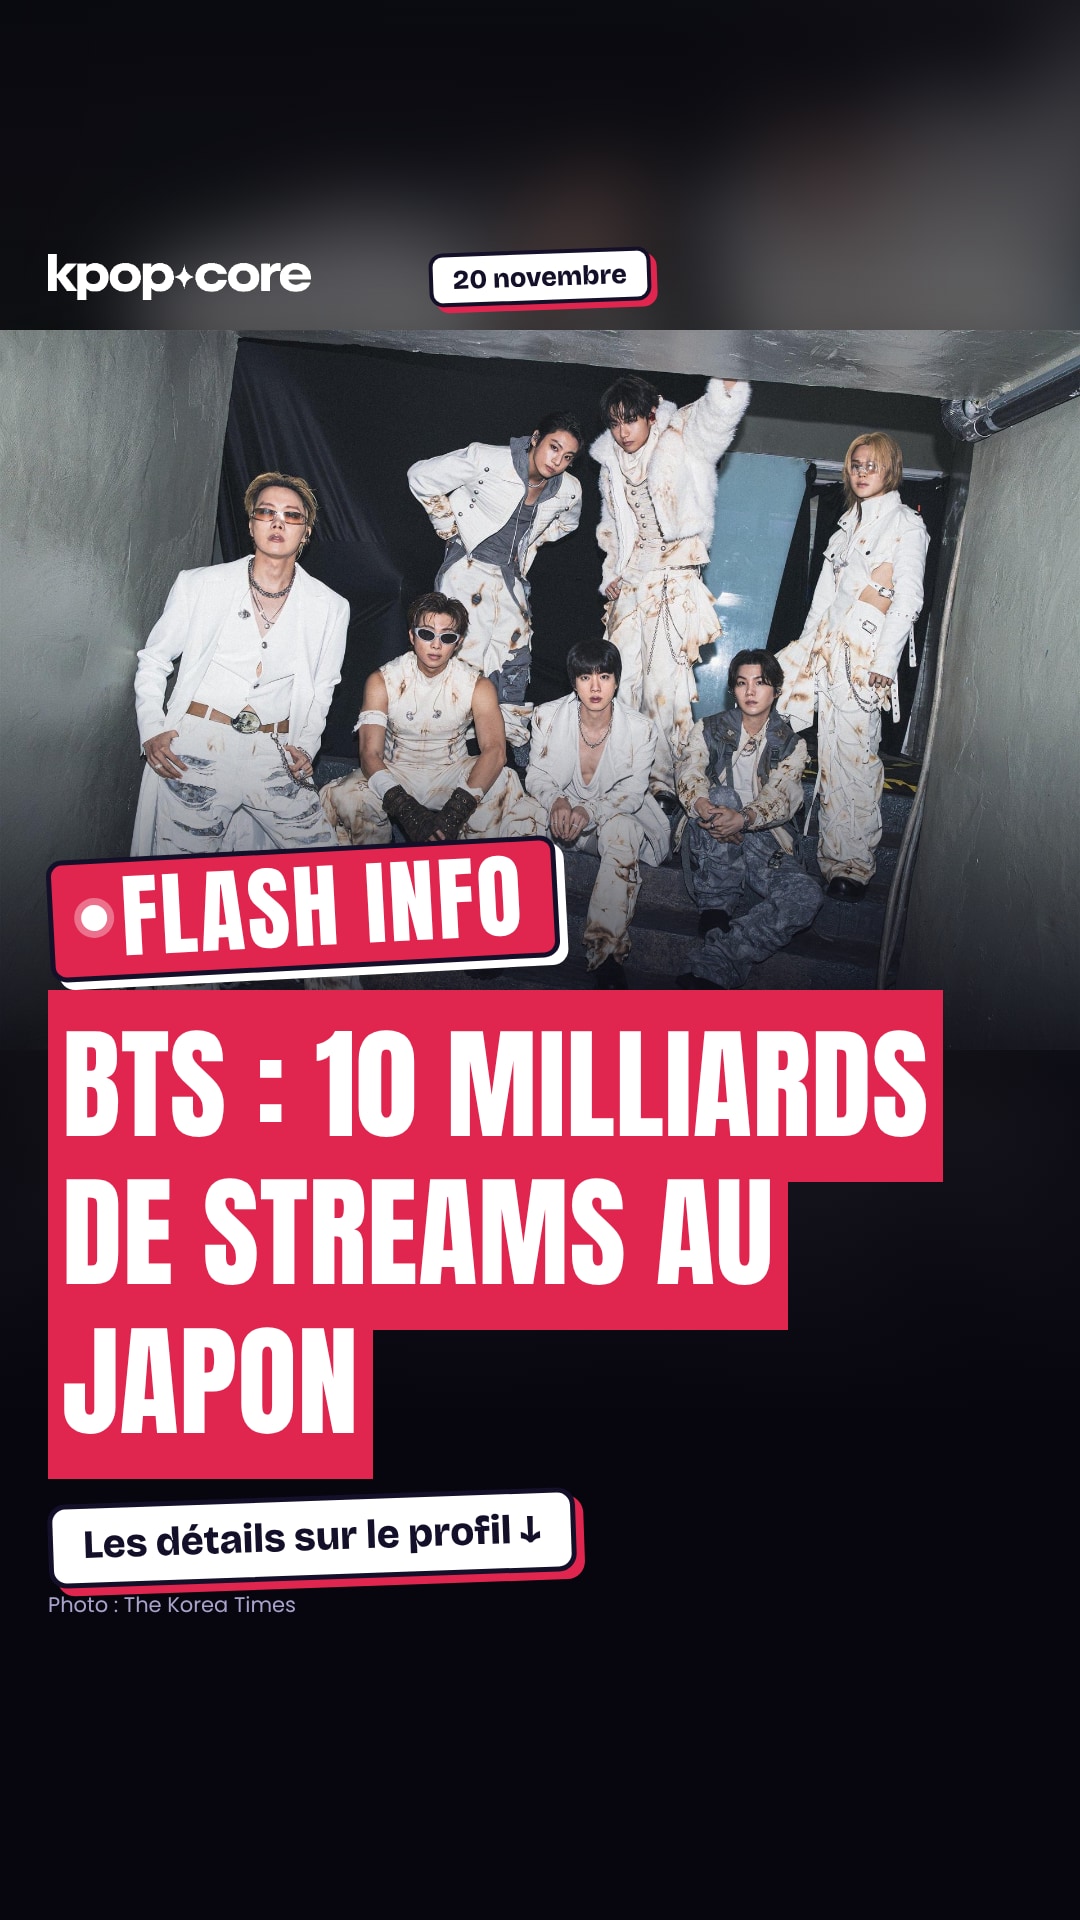 kpop✦core
20 novembre
FLASH INFO
BTS : 10 MILLIARDS
DE STREAMS AU
JAPON
Les détails sur le profil ↓
Photo : The Korea Times